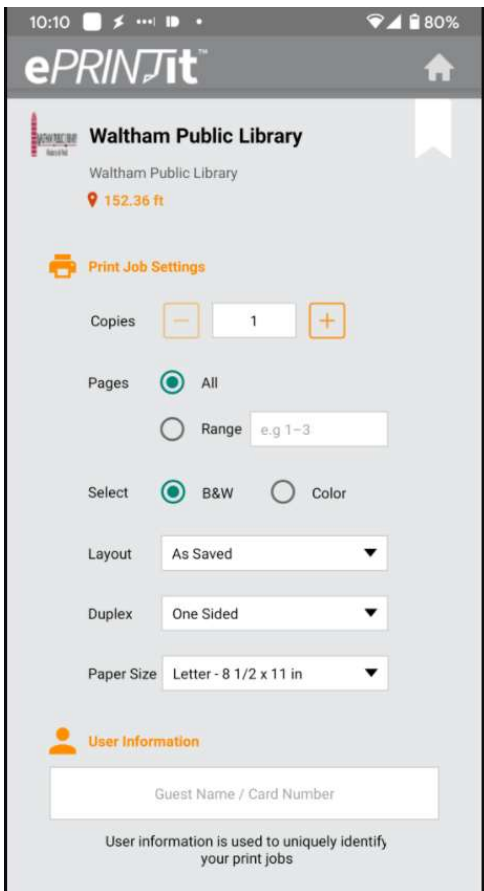 10:10 80%
ePRINTit™
Waltham Public Library
Waltham Public Library
152.36 ft
Print Job Settings
Copies 1
Pages All
Range e.g 1-3
Select B&W Color
Layout As Saved
Duplex One Sided
Paper Size Letter - 8 1/2 x 11 in
User Information
Guest Name / Card Number
User information is used to uniquely identify
your print jobs